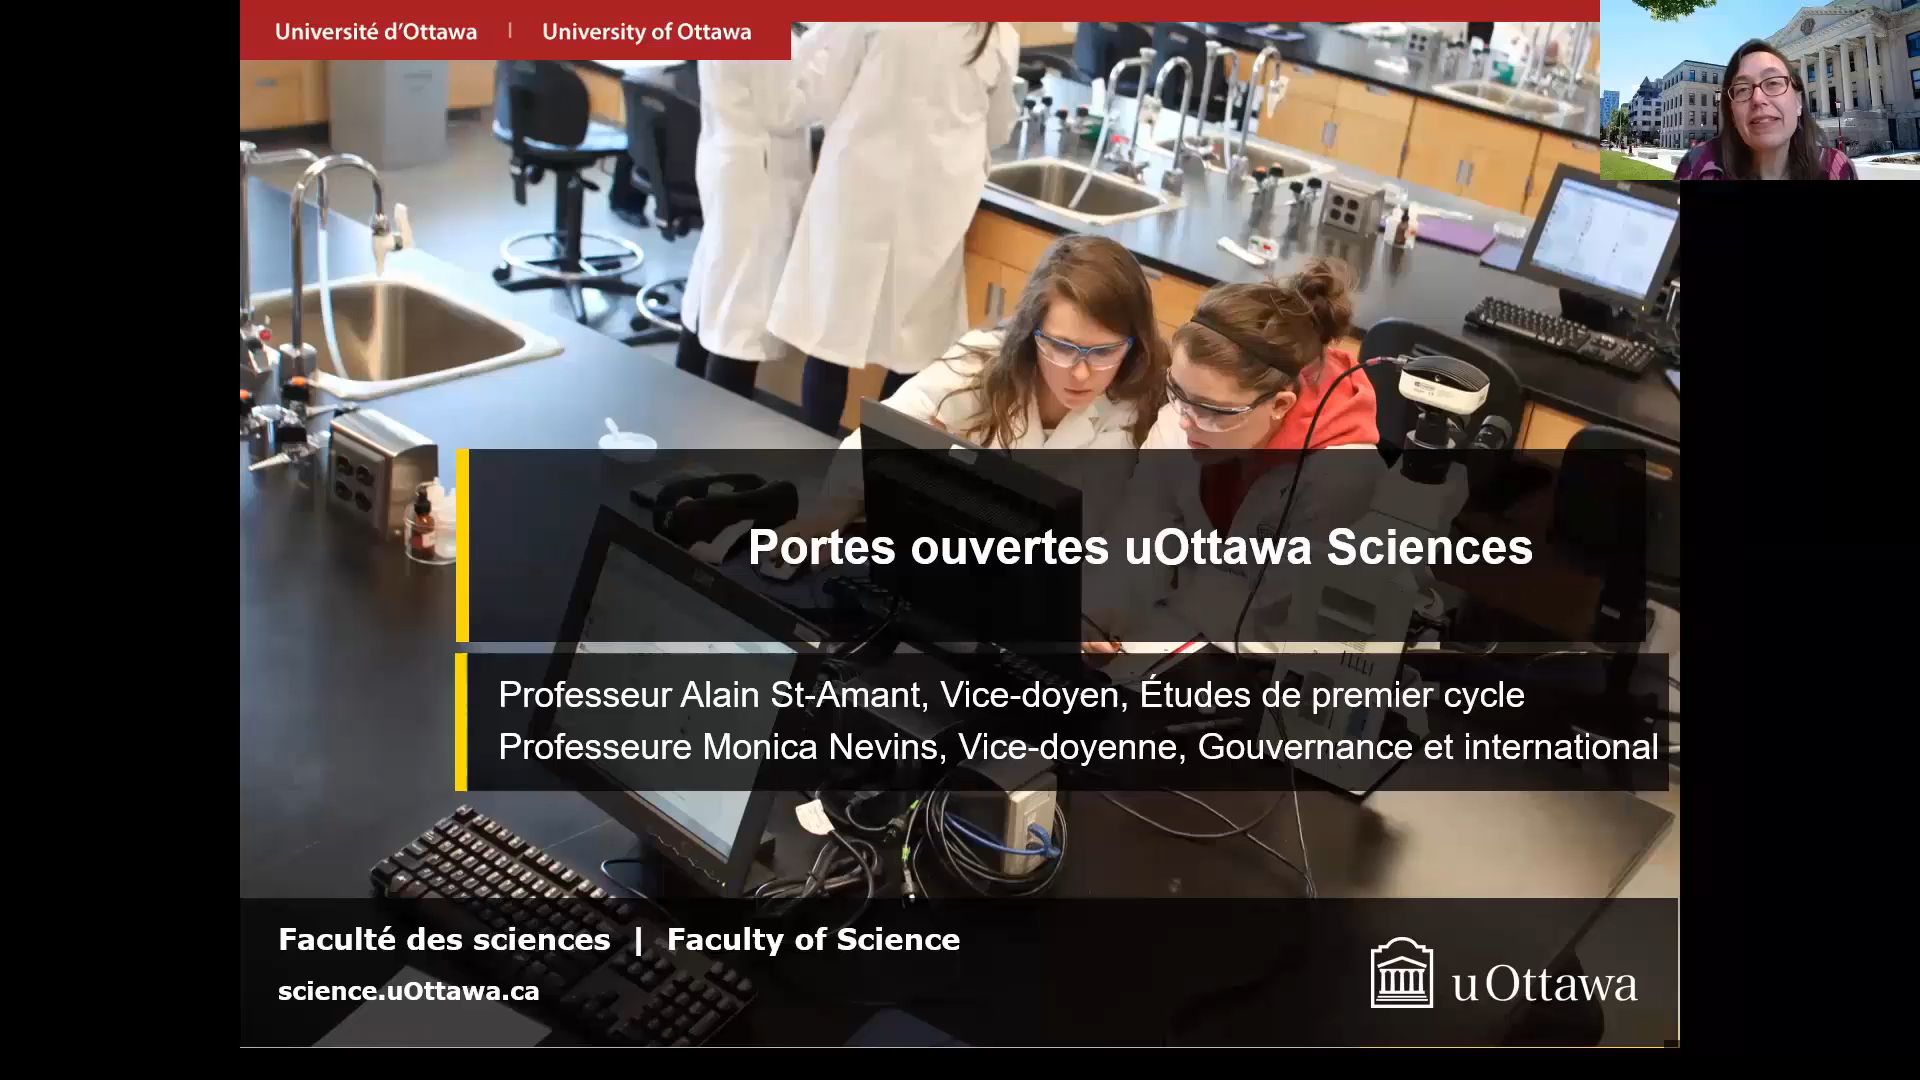 Université d'Ottawa | University of Ottawa
Portes ouvertes uOttawa Sciences
Professeur Alain St-Amant, Vice-doyen, Études de premier cycle
Professeure Monica Nevins, Vice-doyenne, Gouvernance et international
Faculté des sciences | Faculty of Science
science.uOttawa.ca
uOttawa